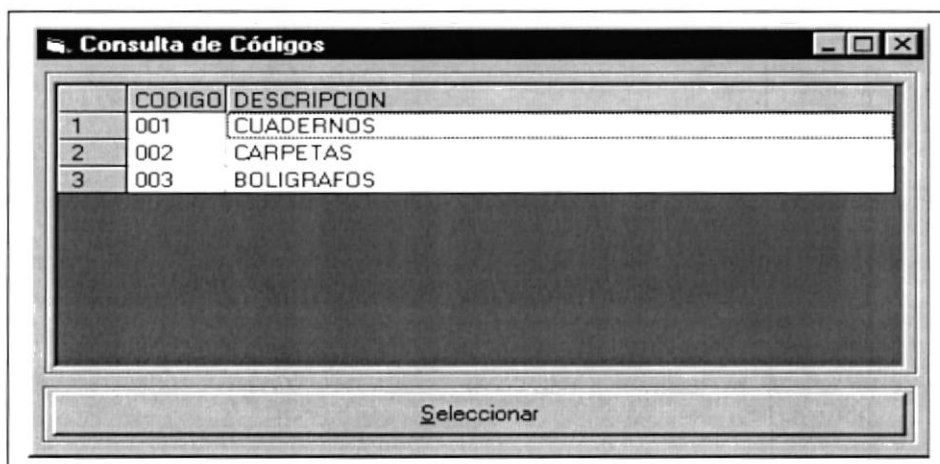 Consulta de Códigos
CODIGO DESCRIPCION
1 001 CUADERNOS
2 002 CARPETAS
3 003 BOLIGRAFOS
Seleccionar